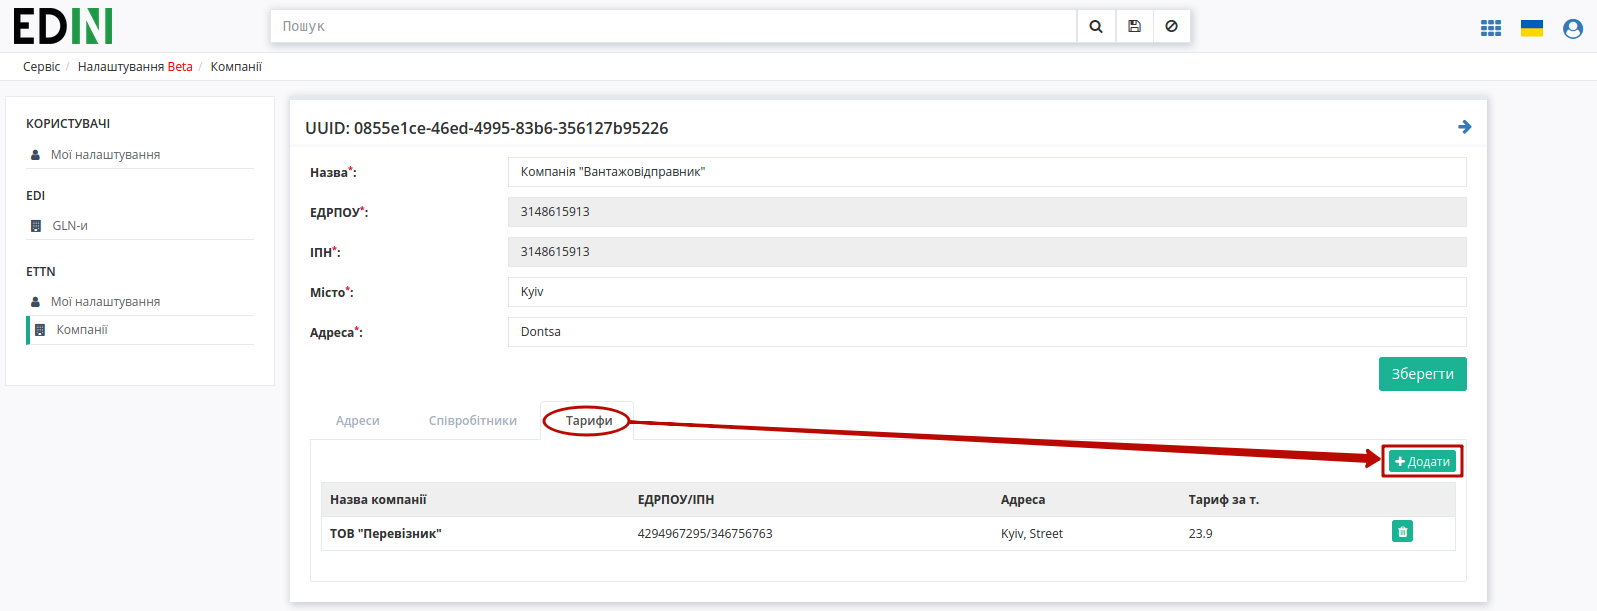 EDIN
Пошук
Сервіс / Налаштування Beta / Компанії
КОРИСТУВАЧІ
Мої налаштування
EDI
GLN-и
ETTN
Мої налаштування
Компанії
UUID: 0855e1ce-46ed-4995-83b6-356127b95226
Назва*: Компанія "Вантажовідправник"
ЕДРПОУ*: 3148615913
ІПН*: 3148615913
Місто*: Kyiv
Адреса*: Dontsa
Зберегти
Адреси Співробітники Тарифи
Додати
Назва компанії ЕДРПОУ/ІПН Адреса Тариф за т.
ТОВ "Перевізник" 4294967295/346756763 Kyiv, Street 23.9